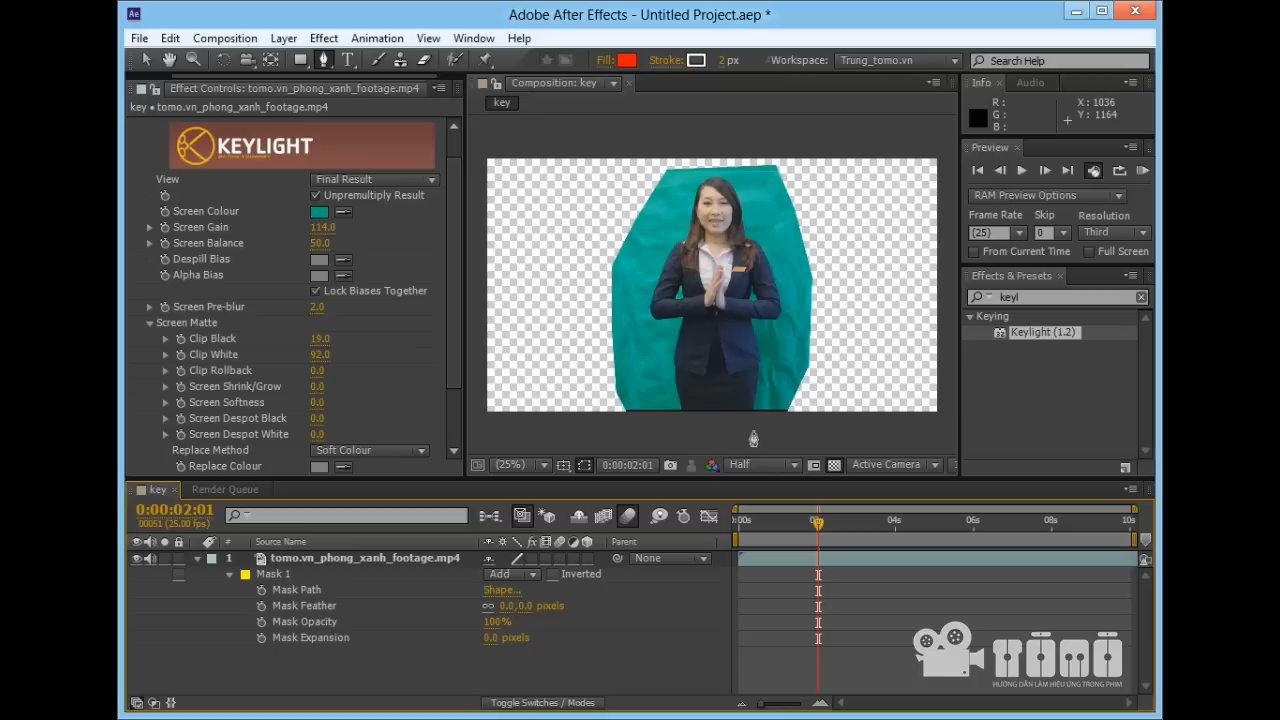 Adobe After Effects - Untitled Project.aep *
File Edit Composition Layer Effect Animation View Window Help
Fill: Stroke: 2 px Workspace: Trung_tomo.vn Search Help
Effect Controls: tomo.vn_phong_xanh_footage.mp4
key • tomo.vn_phong_xanh_footage.mp4
KEYLIGHT
View Final Result
Unpremultiply Result
Screen Colour
Screen Gain 114.0
Screen Balance 50.0
Despill Bias
Alpha Bias
Lock Biases Together
Screen Pre-blur 2.0
Screen Matte
Clip Black 19.0
Clip White 92.0
Clip Rollback 0.0
Screen Shrink/Grow 0.0
Screen Softness 0.0
Screen Despot Black 0.0
Screen Despot White 0.0
Replace Method Soft Colour
Replace Colour
Composition: key
key
(25%) 0:00:02:01 Half Active Camera
Info Audio
R: X: 1036
G: Y: 1164
B:
Preview
RAM Preview Options
Frame Rate Skip Resolution
(25) 0 Third
From Current Time Full Screen
Effects & Presets
keyl
Keying
Keylight (1.2)
key Render Queue
0:00:02:01
00051 (25.00 fps)
# Source Name Parent
1 tomo.vn_phong_xanh_footage.mp4 None
Mask 1 Add Inverted
Mask Path Shape...
Mask Feather 0.0,0.0 pixels
Mask Opacity 100%
Mask Expansion 0.0 pixels
Toggle Switches / Modes
:00s 04s 06s 08s 10s
TOMO
HƯỚNG DẪN LÀM HIỆU ỨNG TRONG PHIM